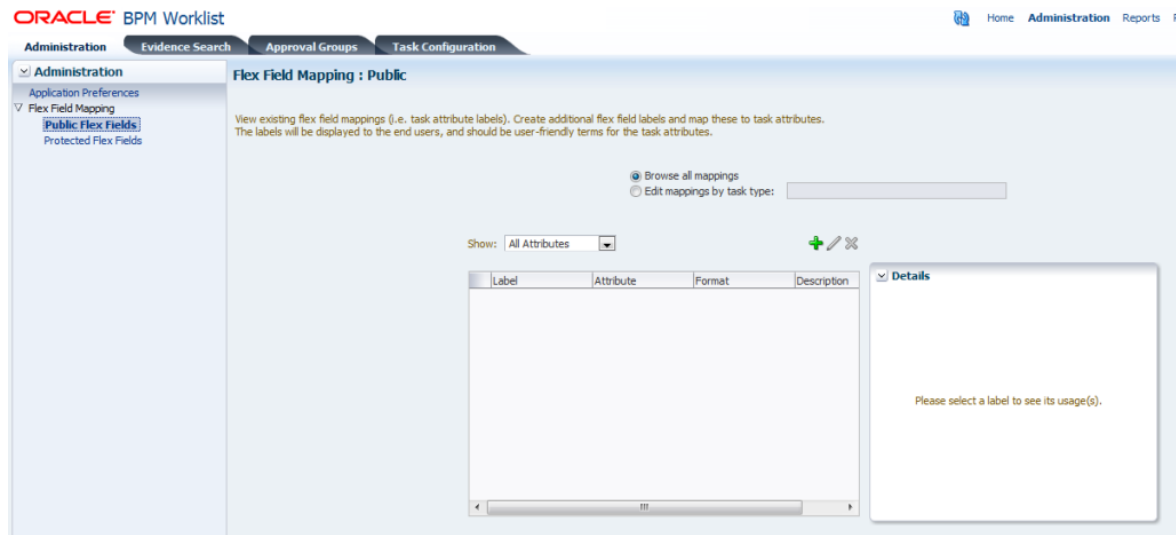 ORACLE BPM Worklist
Home Administration Reports
Administration Evidence Search Approval Groups Task Configuration
Administration
Application Preferences
Flex Field Mapping
Public Flex Fields
Protected Flex Fields
Flex Field Mapping : Public
View existing flex field mappings (i.e. task attribute labels). Create additional flex field labels and map these to task attributes.
The labels will be displayed to the end users, and should be user-friendly terms for the task attributes.
Browse all mappings
Edit mappings by task type:
Show: All Attributes
Label Attribute Format Description
Details
Please select a label to see its usage(s).